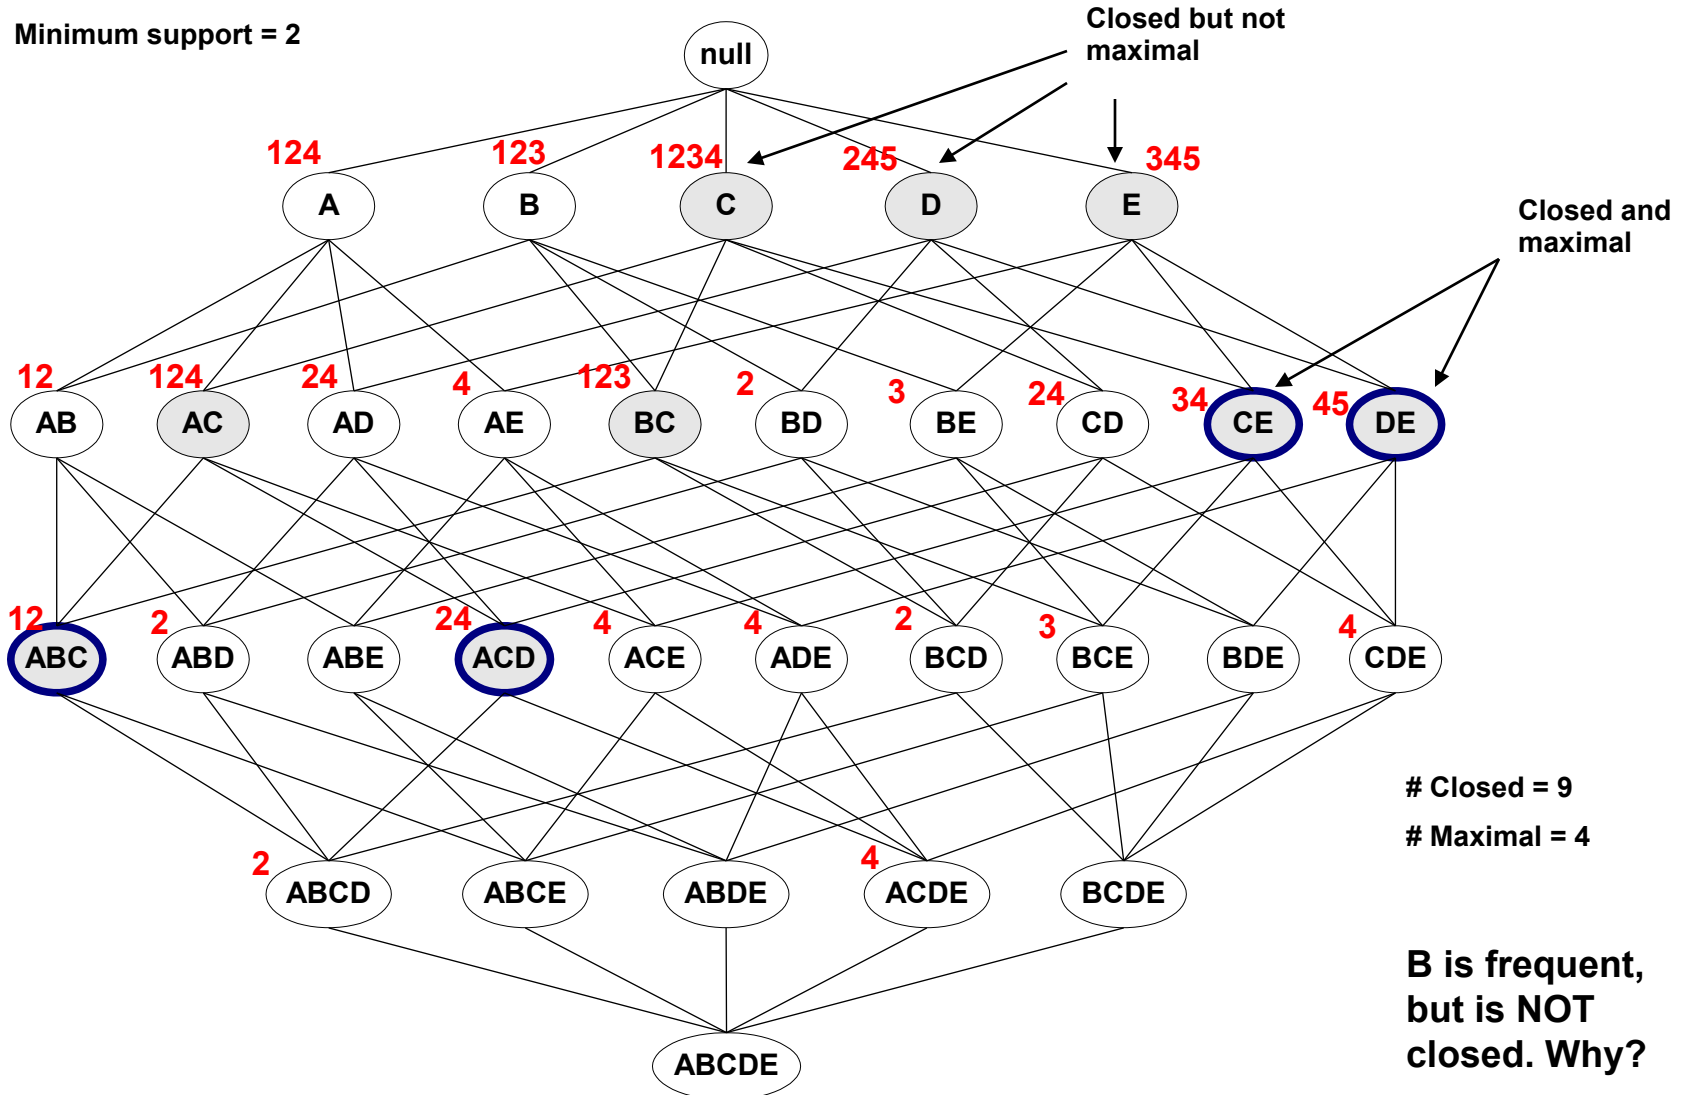 Minimum support = 2
Closed but not
maximal
null
124 123 1234 245 345
A B C D E
Closed and
maximal
12 124 24 4 123 2 3 24 34 45
AB AC AD AE BC BD BE CD CE DE
12 2 24 4 4 2 3 4
ABC ABD ABE ACD ACE ADE BCD BCE BDE CDE
# Closed = 9
# Maximal = 4
2 4
ABCD ABCE ABDE ACDE BCDE
B is frequent,
but is NOT
closed. Why?
ABCDE